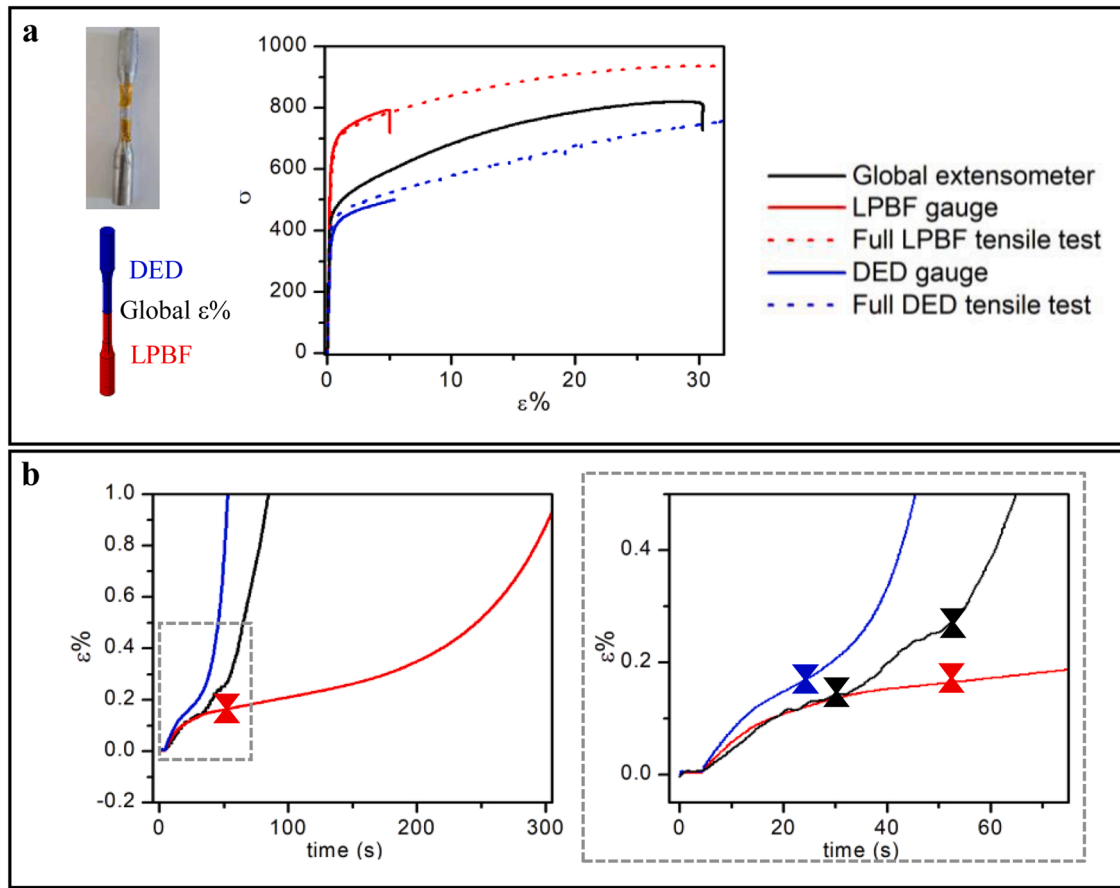 a
DED
Global ε%
LPBF
1000
800
600
400
200
0
σ
0 10 20 30
ε%
Global extensometer
LPBF gauge
Full LPBF tensile test
DED gauge
Full DED tensile test
b
1.0
0.8
0.6
0.4
0.2
0.0
-0.2
ε%
0 100 200 300
time (s)
0.4
0.2
0.0
ε%
0 20 40 60
time (s)